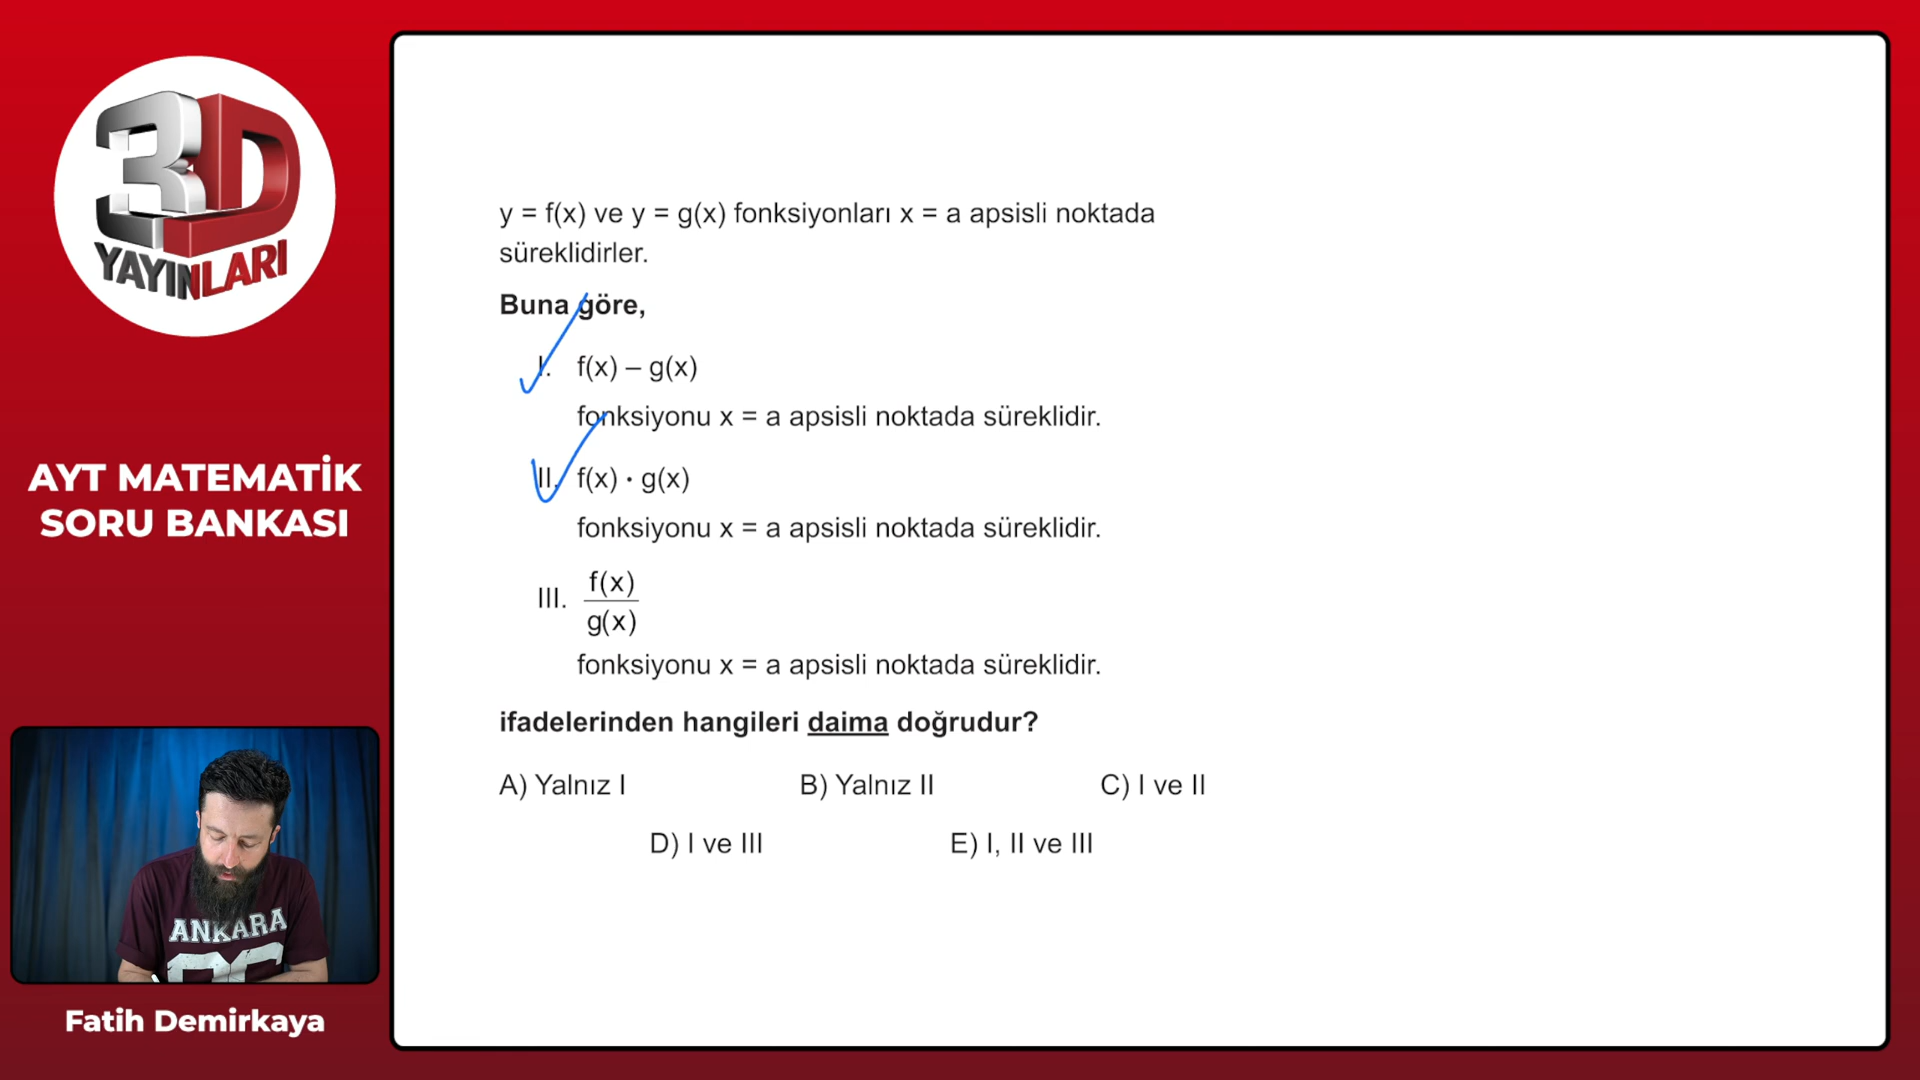 3D
YAYINLARI
AYT MATEMATİK
SORU BANKASI
ANKARA
Fatih Demirkaya
y = f(x) ve y = g(x) fonksiyonları x = a apsisli noktada
süreklidirler.
Buna göre,
I. f(x) – g(x)
fonksiyonu x = a apsisli noktada süreklidir.
II. f(x) · g(x)
fonksiyonu x = a apsisli noktada süreklidir.
III. f(x)
g(x)
fonksiyonu x = a apsisli noktada süreklidir.
ifadelerinden hangileri daima doğrudur?
A) Yalnız I B) Yalnız II C) I ve II
D) I ve III E) I, II ve III